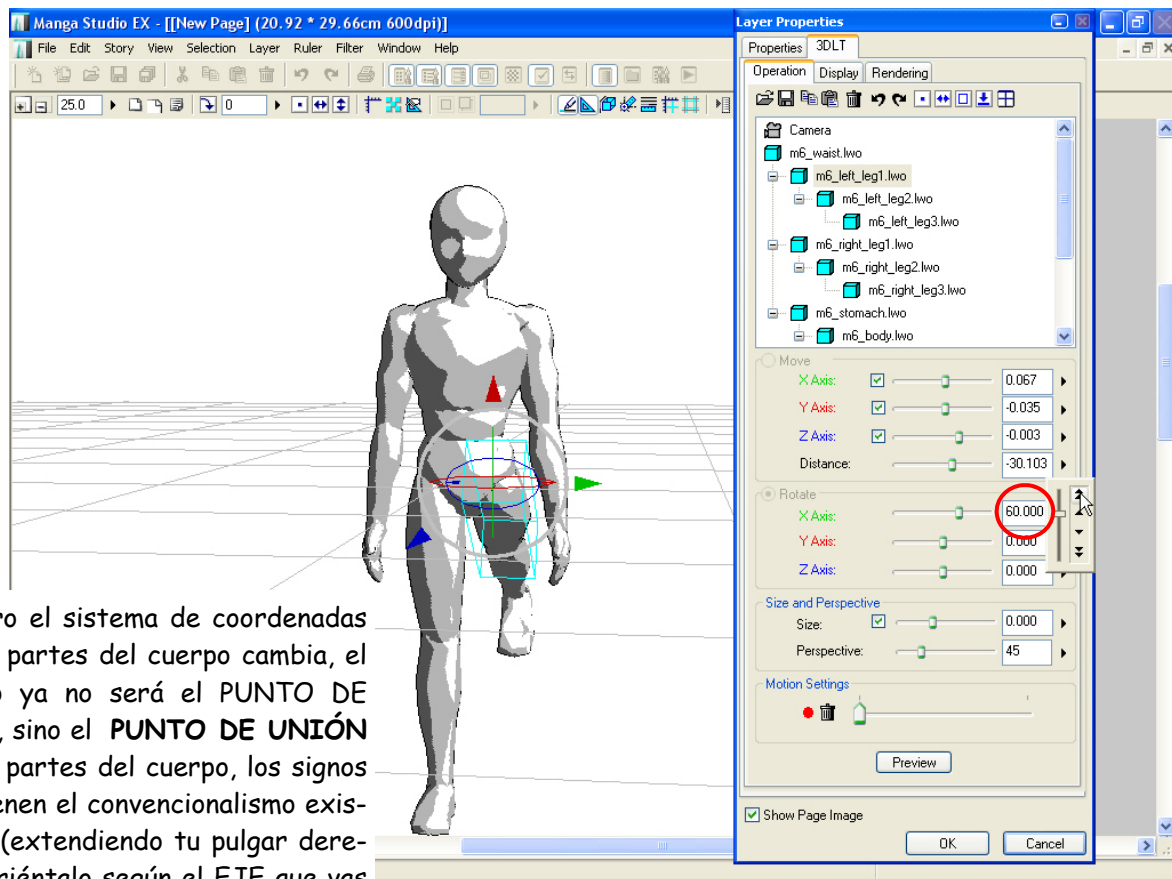 Manga Studio EX - [[New Page] (20.92 * 29.66cm 600dpi)]
File Edit Story View Selection Layer Ruler Filter Window Help
25.0
0
Layer Properties
Properties 3DLT
Operation Display Rendering
Camera
m6_waist.lwo
m6_left_leg1.lwo
m6_left_leg2.lwo
m6_left_leg3.lwo
m6_right_leg1.lwo
m6_right_leg2.lwo
m6_right_leg3.lwo
m6_stomach.lwo
m6_body.lwo
Move
X Axis: 0.067
Y Axis: -0.035
Z Axis: -0.003
Distance: -30.103
Rotate
X Axis: 60.000
Y Axis: 0.000
Z Axis: 0.000
Size and Perspective
Size: 0.000
Perspective: 45
Motion Settings
Preview
Show Page Image
OK Cancel
ro el sistema de coordenadas
partes del cuerpo cambia, el
o ya no será el PUNTO DE
, sino el PUNTO DE UNIÓN
partes del cuerpo, los signos
enen el convencionalismo exis-
(extendiendo tu pulgar dere-
riéntalo según el EJE que vas